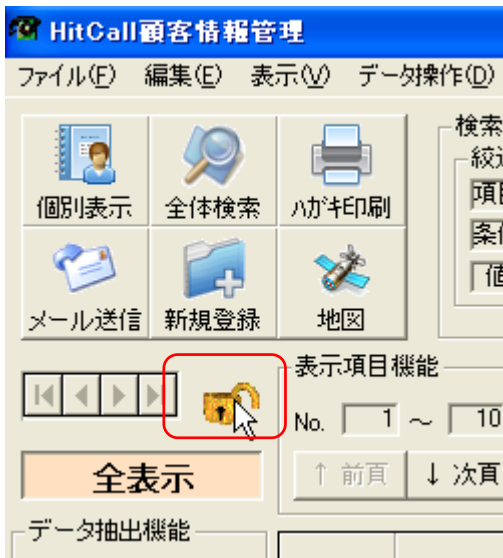 HitCall顧客情報管理
ファイル(F) 編集(E) 表示(V) データ操作(D)
個別表示 全体検索 ハガキ印刷
メール送信 新規登録 地図
検索
値
表示項目機能
No. 1 ～ 10
↑ 前頁 ↓ 次頁
全表示
データ抽出機能